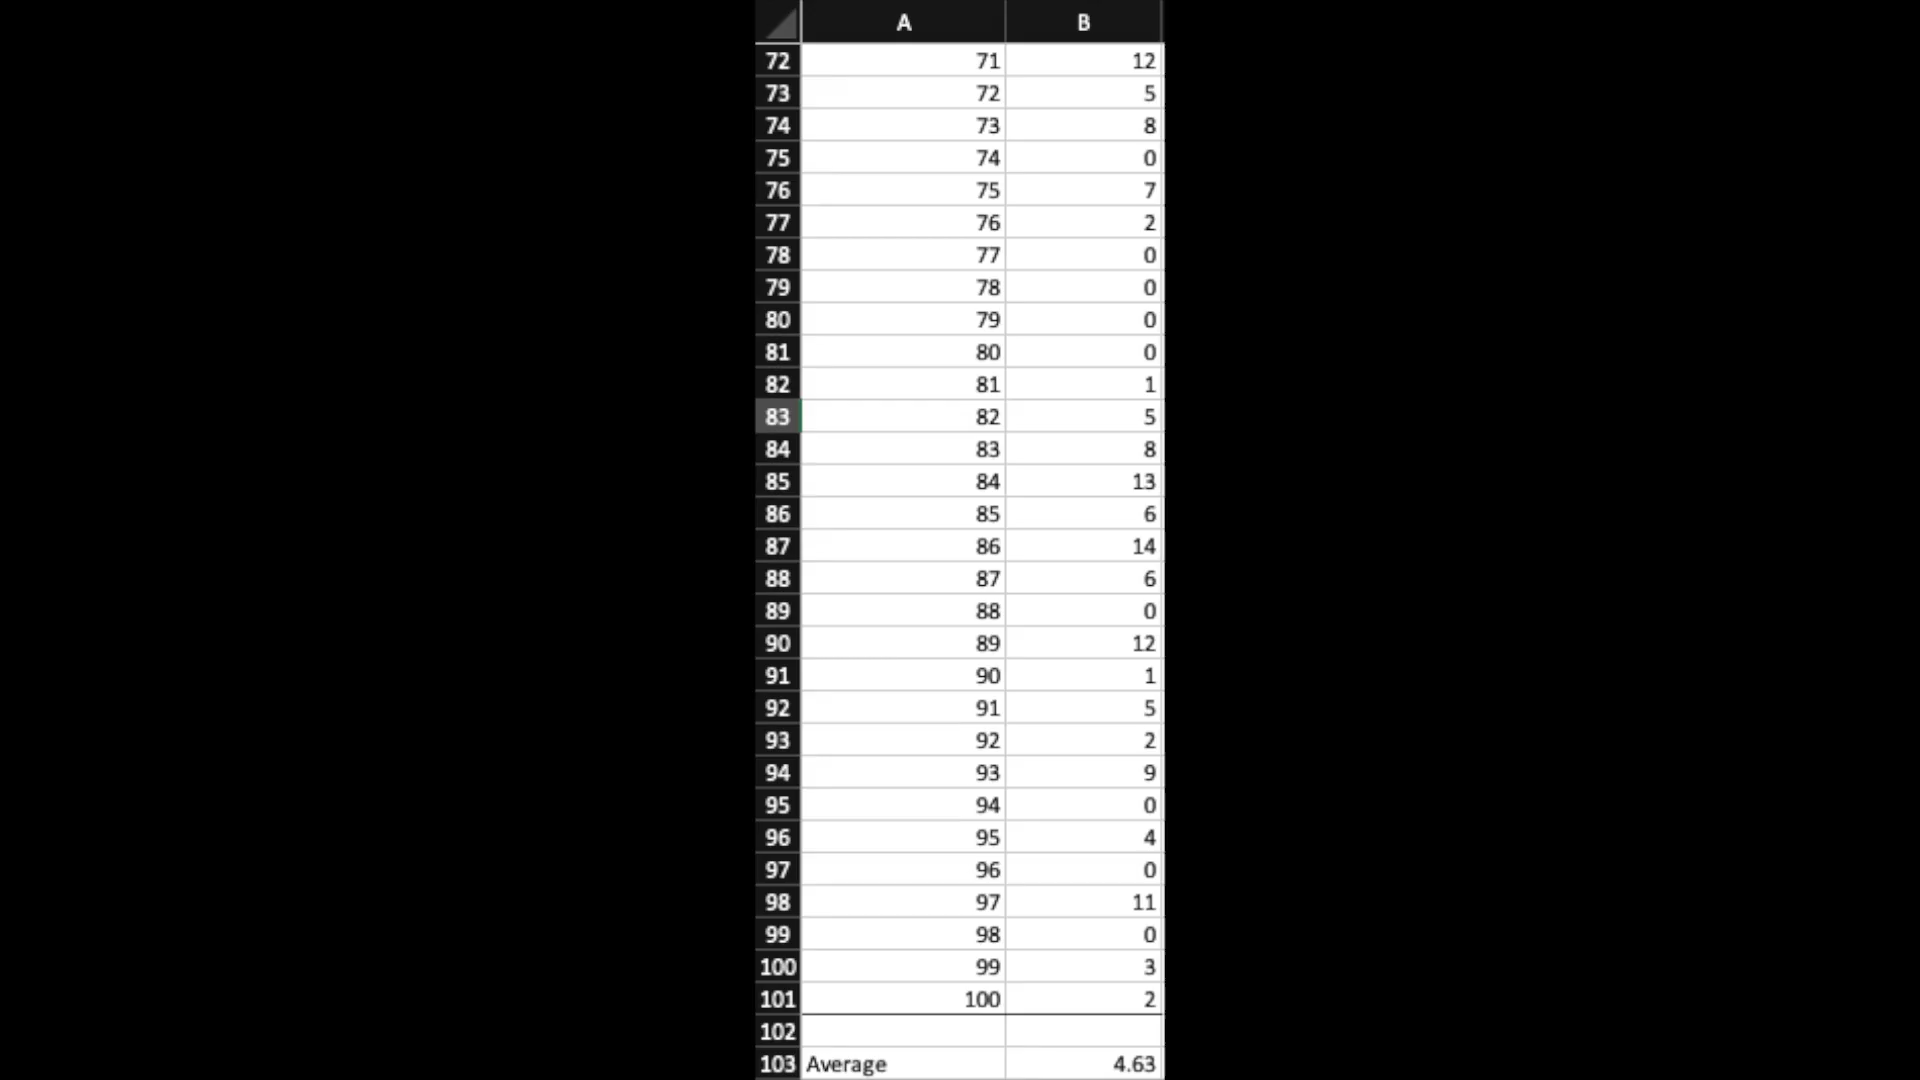 A B
72 71 12
73 72 5
74 73 8
75 74 0
76 75 7
77 76 2
78 77 0
79 78 0
80 79 0
81 80 0
82 81 1
83 82 5
84 83 8
85 84 13
86 85 6
87 86 14
88 87 6
89 88 0
90 89 12
91 90 1
92 91 5
93 92 2
94 93 9
95 94 0
96 95 4
97 96 0
98 97 11
99 98 0
100 99 3
101 100 2
102
103 Average 4.63